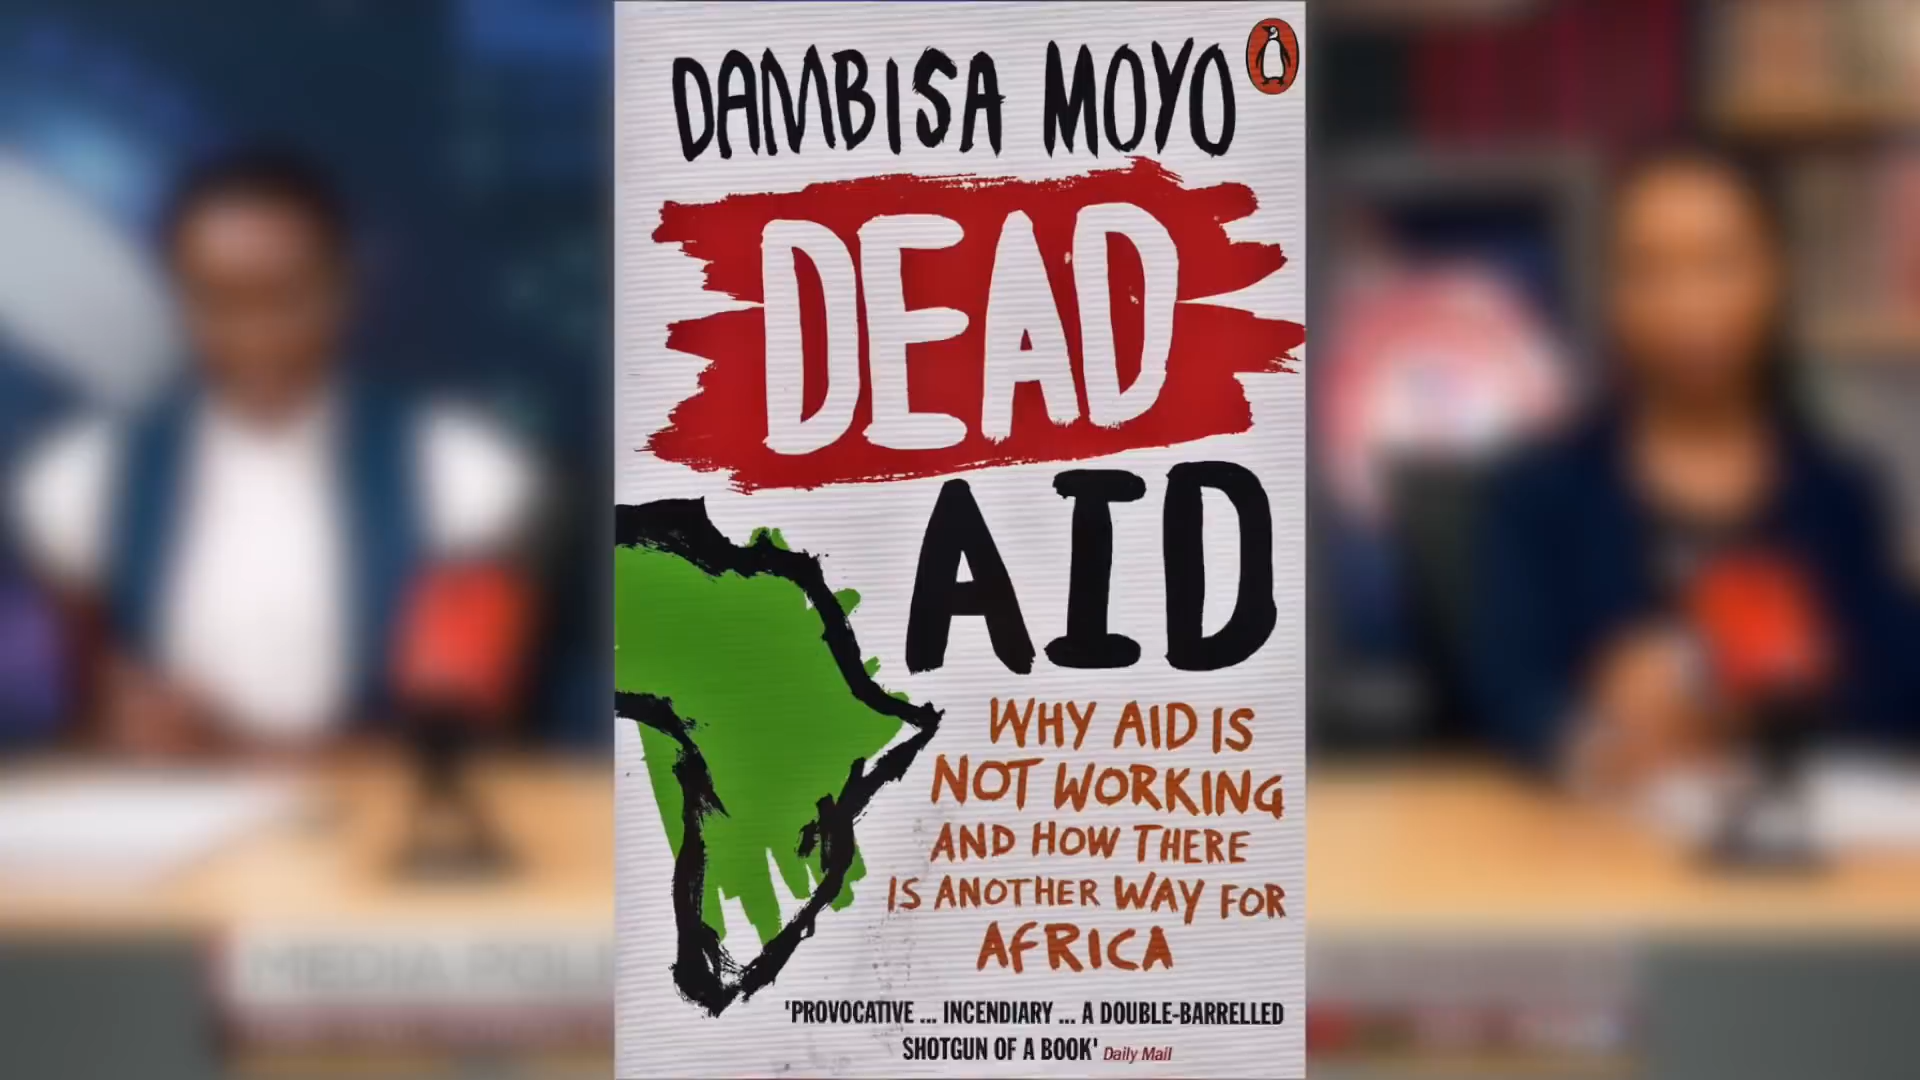 DAMBISA MOYO
DEAD
AID
WHY AID IS
NOT WORKING
AND HOW THERE
IS ANOTHER WAY FOR
AFRICA
'PROVOCATIVE ... INCENDIARY ... A DOUBLE-BARRELLED
SHOTGUN OF A BOOK' Daily Mail